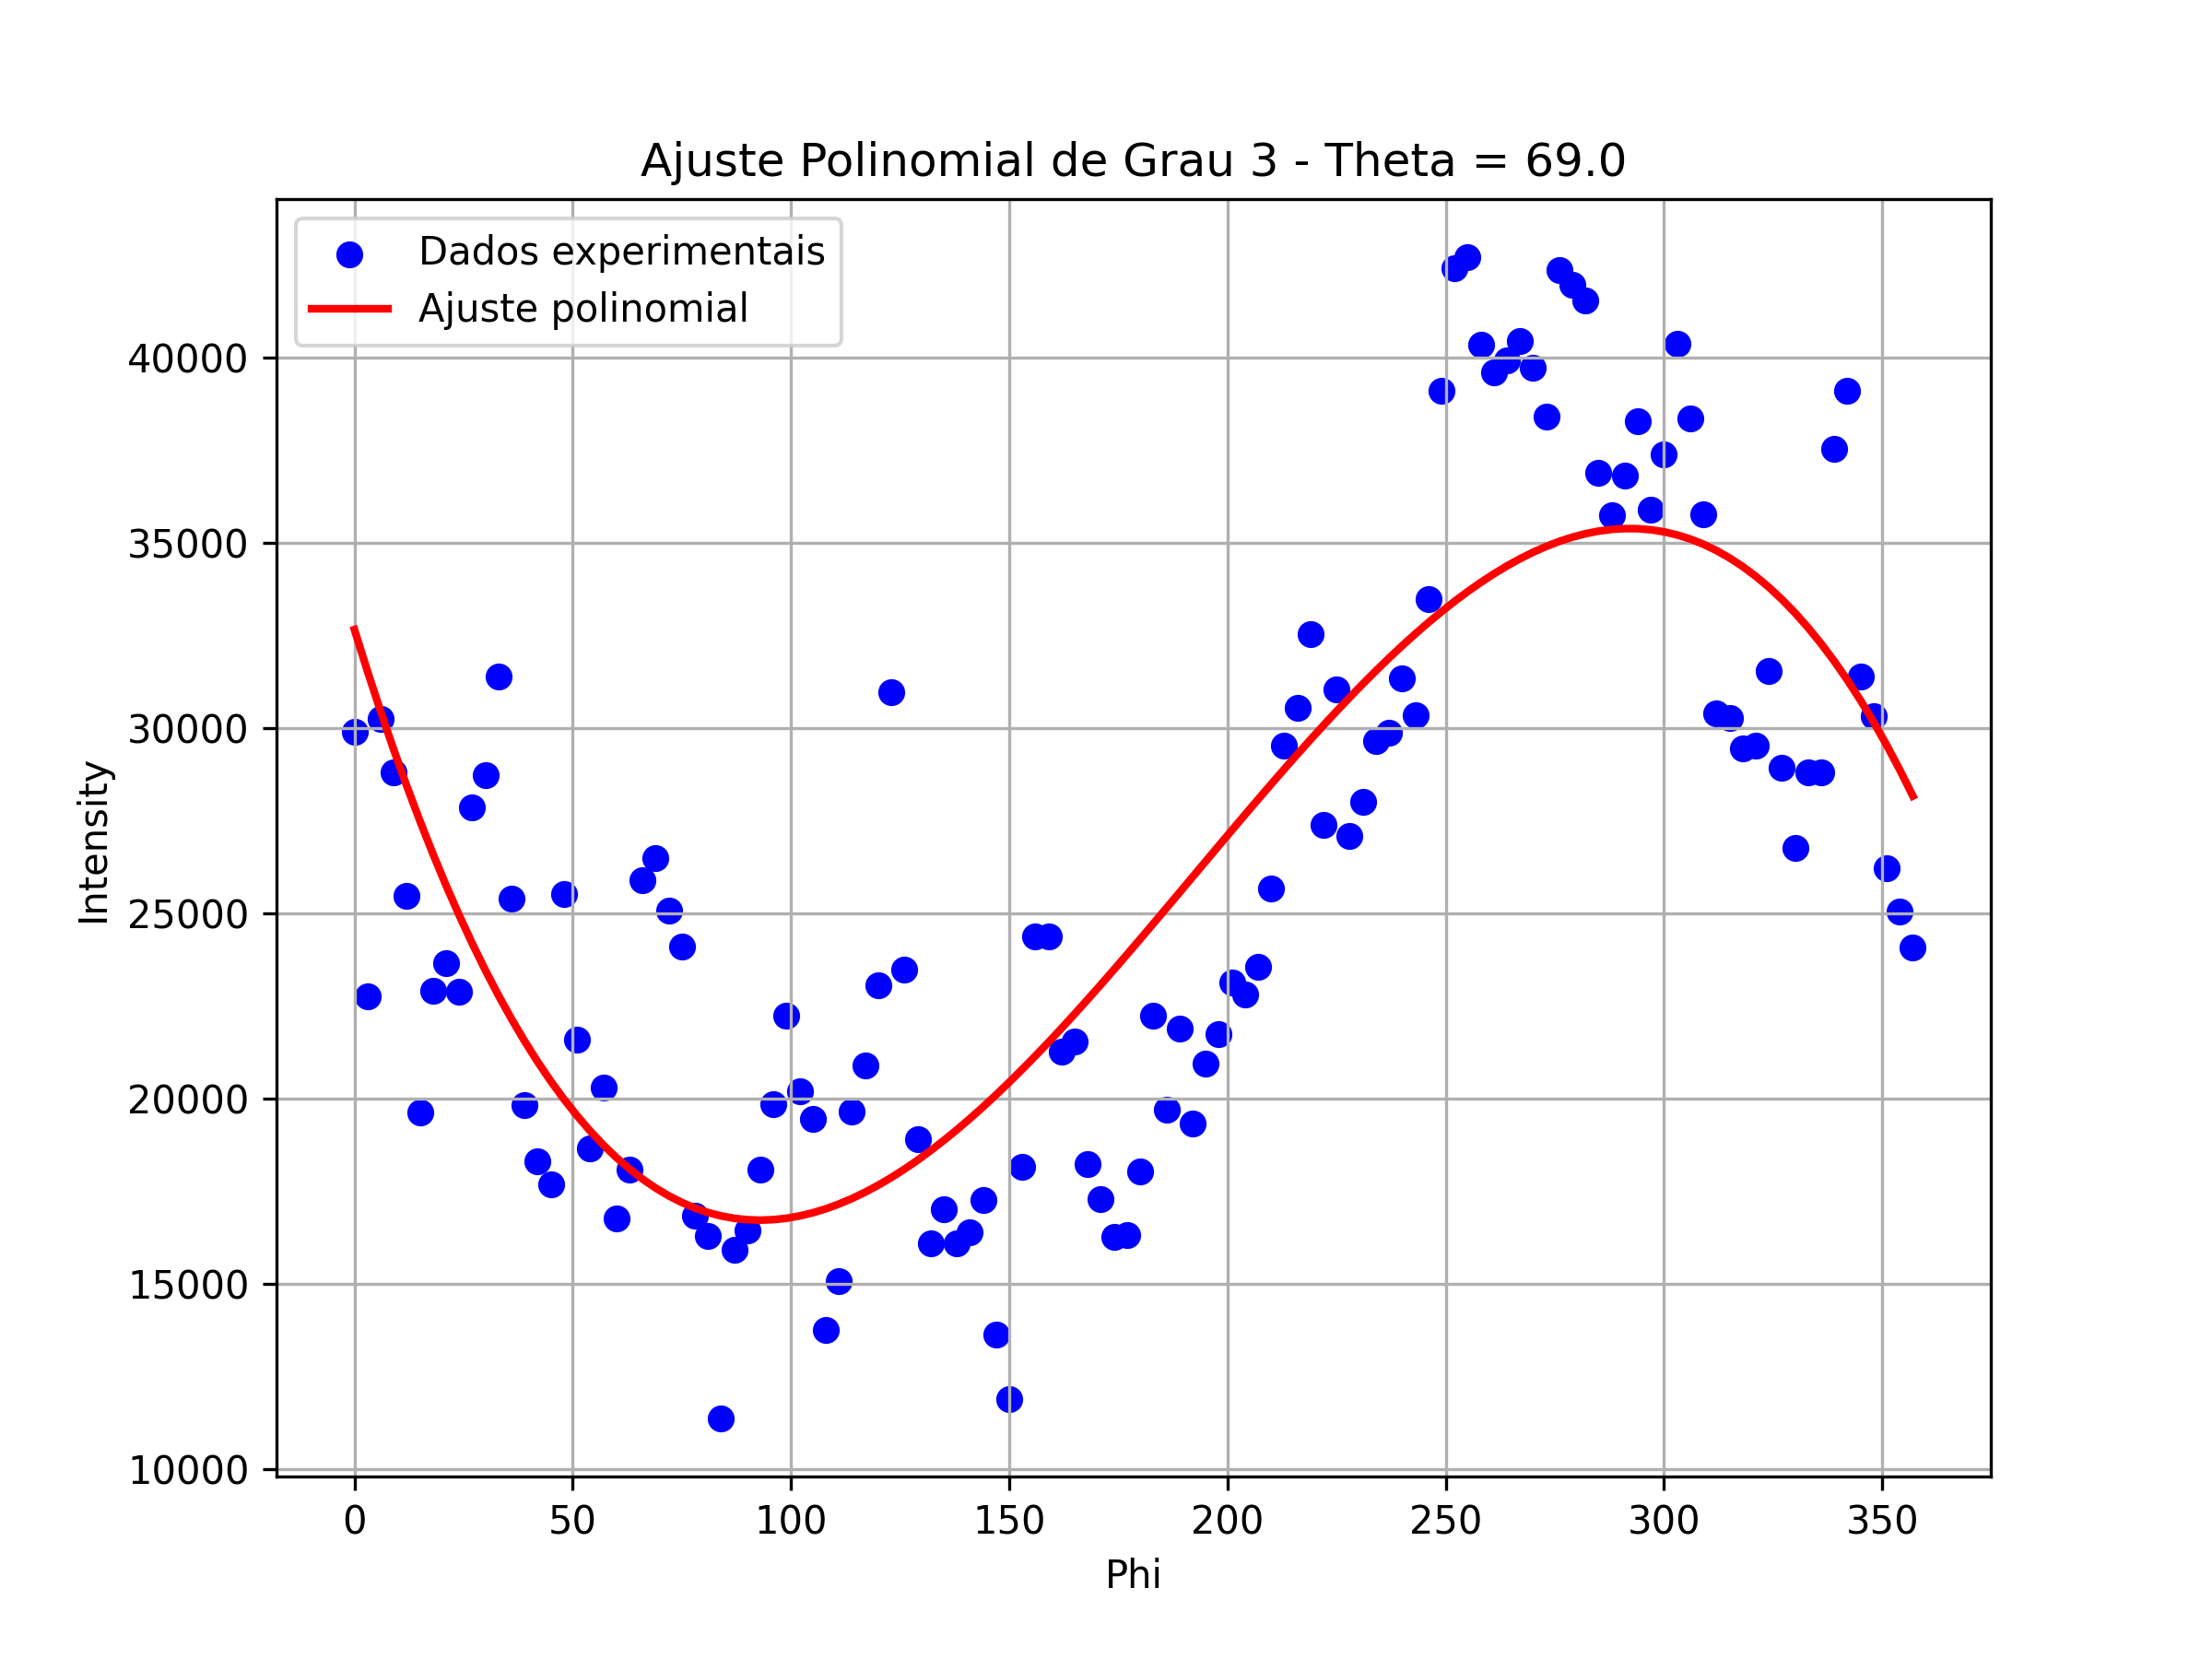 Ajuste Polinomial de Grau 3 - Theta = 69.0
Dados experimentais
Ajuste polinomial
40000
35000
30000
25000
20000
15000
10000
Intensity
0 50 100 150 200 250 300 350
Phi